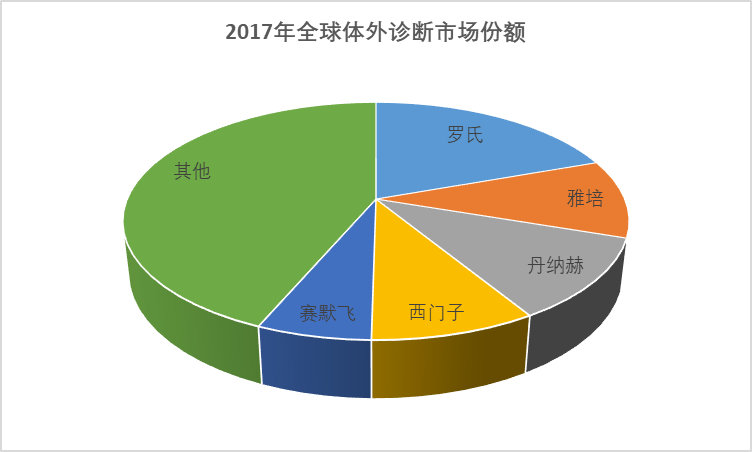 2017年全球体外诊断市场份额
罗氏
其他
雅培
丹纳赫
赛默飞
西门子